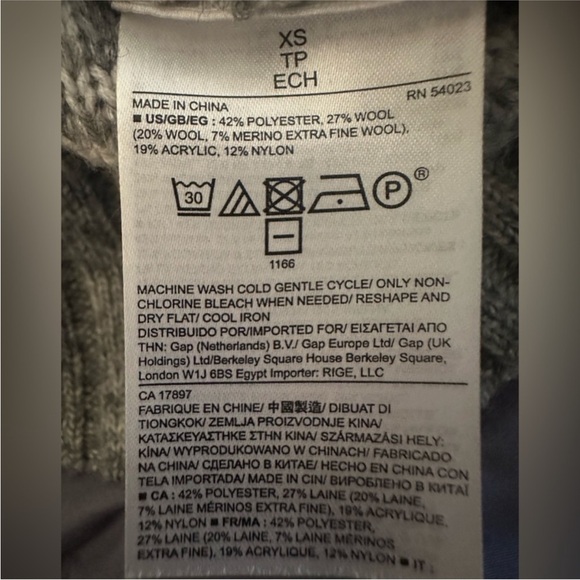 XS
TP
ECH
RN 54023
MADE IN CHINA
■ US/GB/EG : 42% POLYESTER, 27% WOOL
(20% WOOL, 7% MERINO EXTRA FINE WOOL),
19% ACRYLIC, 12% NYLON
30
P®
1166
MACHINE WASH COLD GENTLE CYCLE/ ONLY NON-
CHLORINE BLEACH WHEN NEEDED/ RESHAPE AND
DRY FLAT/ COOL IRON
DISTRIBUIDO POR/IMPORTED FOR/ ΕΙΣΑΓΕΤΑΙ ΑΠΟ
ΤΗΝ: Gap (Netherlands) B.V./ Gap Europe Ltd/ Gap (UK
Holdings) Ltd/Berkeley Square House Berkeley Square,
London W1J 6BS Egypt Importer: RIGE, LLC
CA 17897
FABRIQUE EN CHINE/ 中國製造/ DIBUAT DI
TIONGKOK/ ZEMLJA PROIZVODNJE KINA/
ΚΑΤΑΣΚΕΥΑΣΤΗΚΕ ΣΤΗΝ ΚΙΝΑ/ SZÁRMAZÁSI HELY:
KÍNA/ WYPRODUKOWANO W CHINACH/ FABBRICATO
NA CHINA/ СДЕЛАНО В КИТАЕ/ HECHO EN CHINA CON
TELA IMPORTADA/ MADE IN CIN/ ВИРОБЛЕНО В КИТАЇ
■ CA : 42% POLYESTER, 27% LAINE (20% LAINE,
7% LAINE MÉRINOS EXTRA FINE), 19% ACRYLIQUE,
12% NYLON ■ FR/MA : 42% POLYESTER,
27% LAINE (20% LAINE, 7% LAINE MÉRINOS
EXTRA FINE), 19% ACRYLIQUE, 12% NYLON ■ IT :